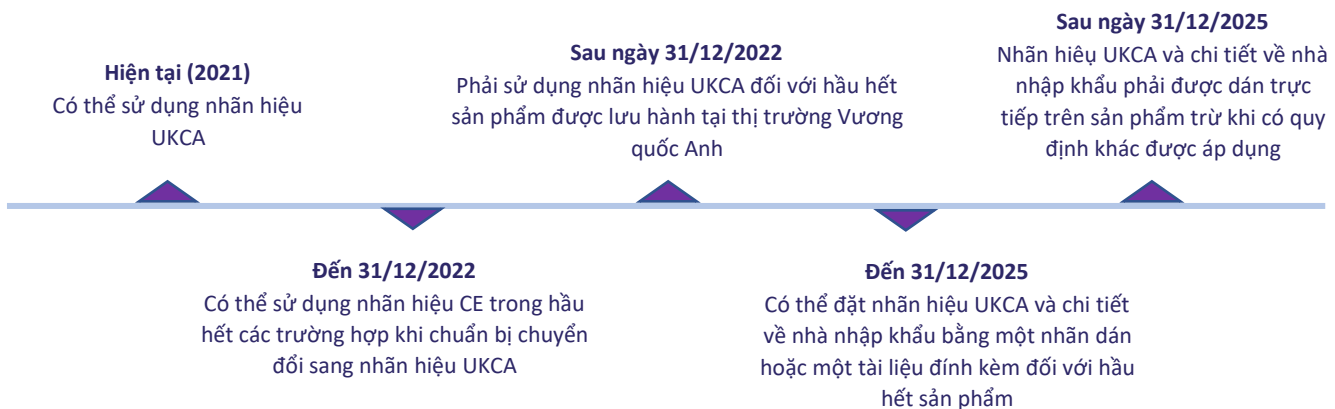 Hiện tại (2021)
Có thể sử dụng nhãn hiệu
UKCA
Đến 31/12/2022
Có thể sử dụng nhãn hiệu CE trong hầu
hết các trường hợp khi chuẩn bị chuyển
đổi sang nhãn hiệu UKCA
Sau ngày 31/12/2022
Phải sử dụng nhãn hiệu UKCA đối với hầu hết
sản phẩm được lưu hành tại thị trường Vương
quốc Anh
Đến 31/12/2025
Có thể đặt nhãn hiệu UKCA và chi tiết
về nhà nhập khẩu bằng một nhãn dán
hoặc một tài liệu đính kèm đối với hầu
hết sản phẩm
Sau ngày 31/12/2025
Nhãn hiệu UKCA và chi tiết về nhà
nhập khẩu phải được dán trực
tiếp trên sản phẩm trừ khi có quy
định khác được áp dụng